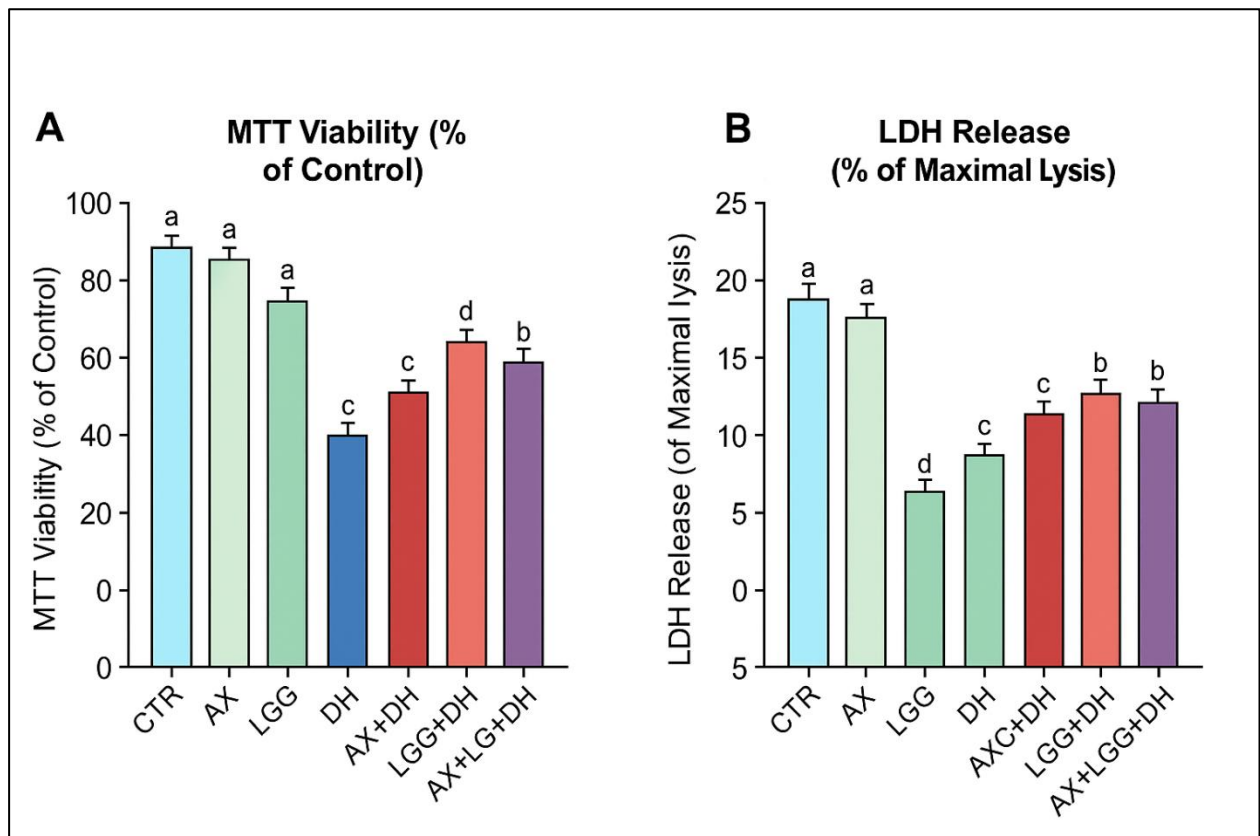 A
MTT Viability (%
of Control)
MTT Viability (% of Control)
100
80
60
40
20
0
0
a
a
a
c
c
d
b
CTR
AX
LGG
DH
AX+DH
LGG+DH
AX+LG+DH
B
LDH Release
(% of Maximal Lysis)
LDH Release (of Maximal lysis)
25
20
15
10
5
0
5
a
a
d
c
c
b
b
CTR
AX
LGG
DH
AXC+DH
LGG+DH
AX+LGG+DH